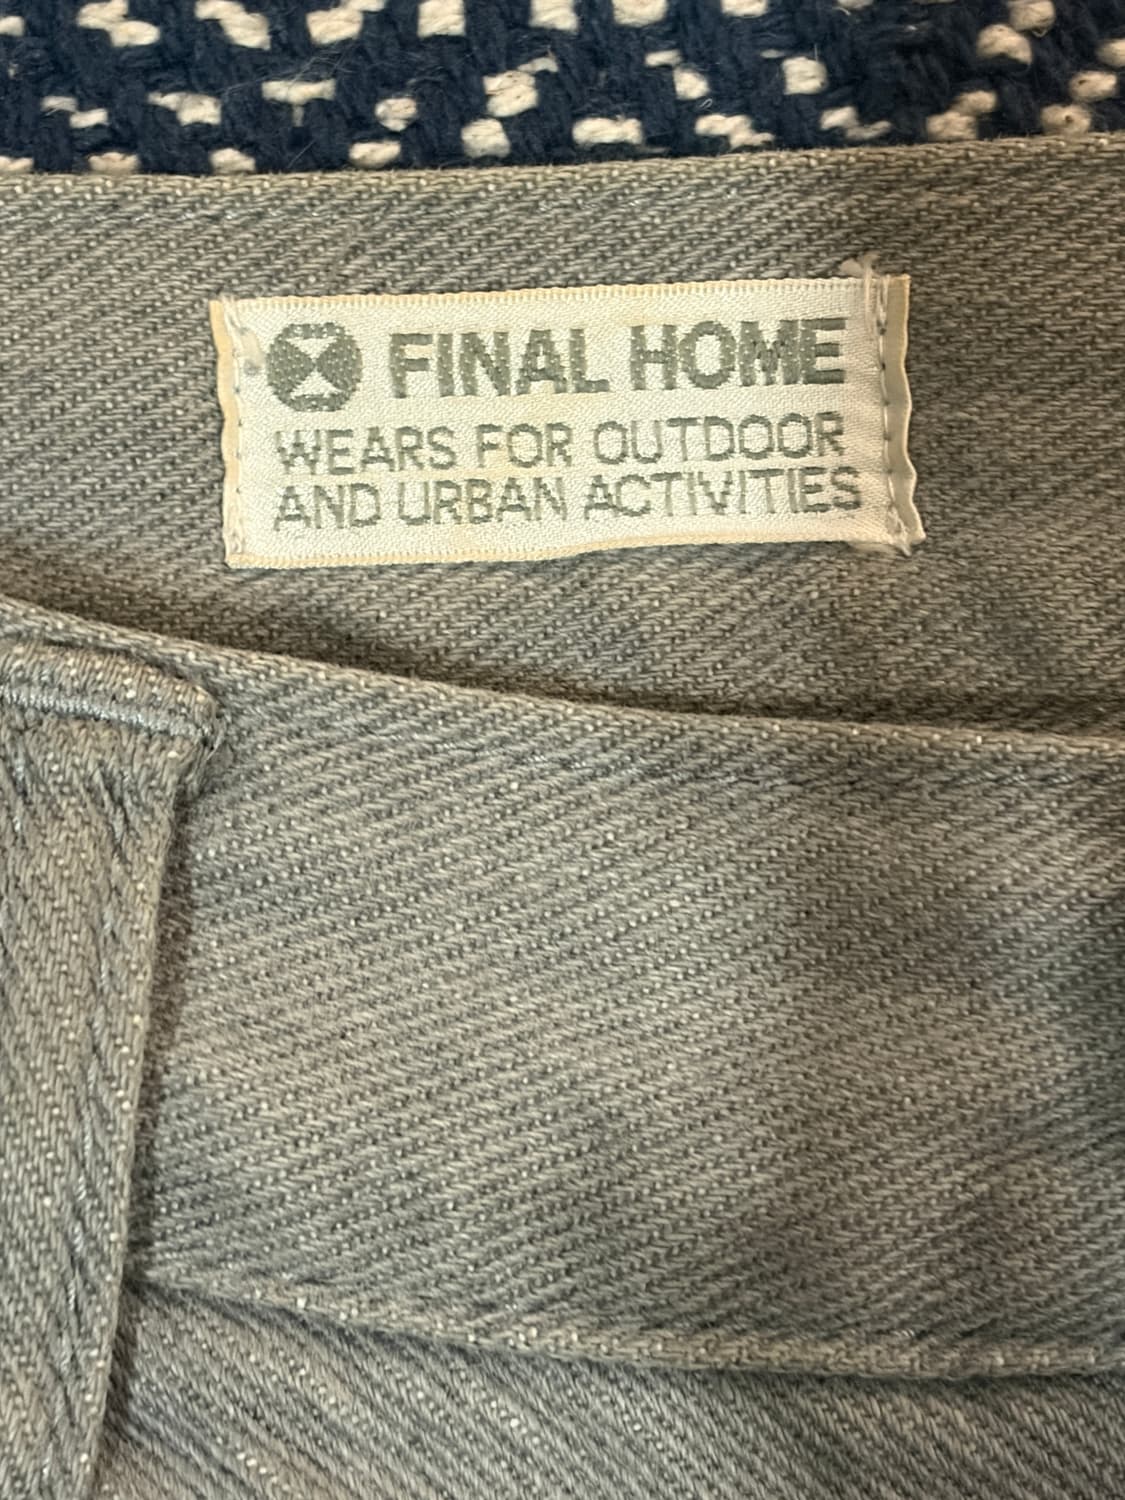 FINAL HOME
WEARS FOR OUTDOOR
AND URBAN ACTIVITIES